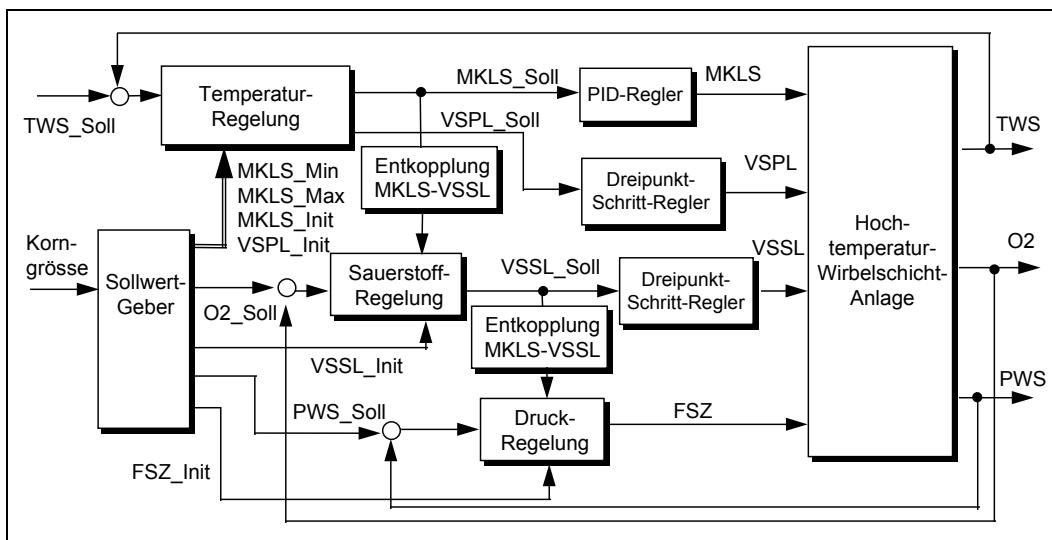 TWS_Soll
Temperatur-
Regelung
MKLS_Soll
VSPL_Soll
PID-Regler
MKLS
TWS
Entkopplung
MKLS-VSSL
Dreipunkt-
Schritt-Regler
VSPL
MKLS_Min
MKLS_Max
MKLS_Init
VSPL_Init
Korn-
grösse
Sollwert-
Geber
O2_Soll
Sauerstoff-
Regelung
VSSL_Soll
Dreipunkt-
Schritt-Regler
VSSL
Hoch-
temperatur-
Wirbelschicht-
Anlage
O2
VSSL_Init
Entkopplung
MKLS-VSSL
PWS_Soll
Druck-
Regelung
FSZ
PWS
FSZ_Init